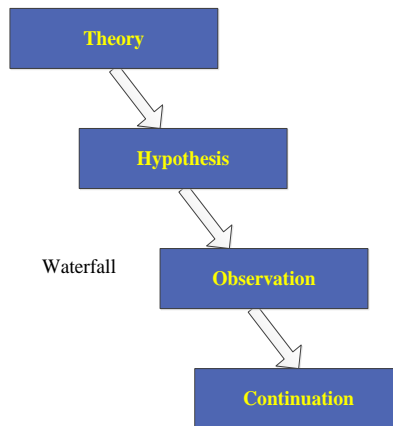 Theory
Hypothesis
Waterfall
Observation
Continuation